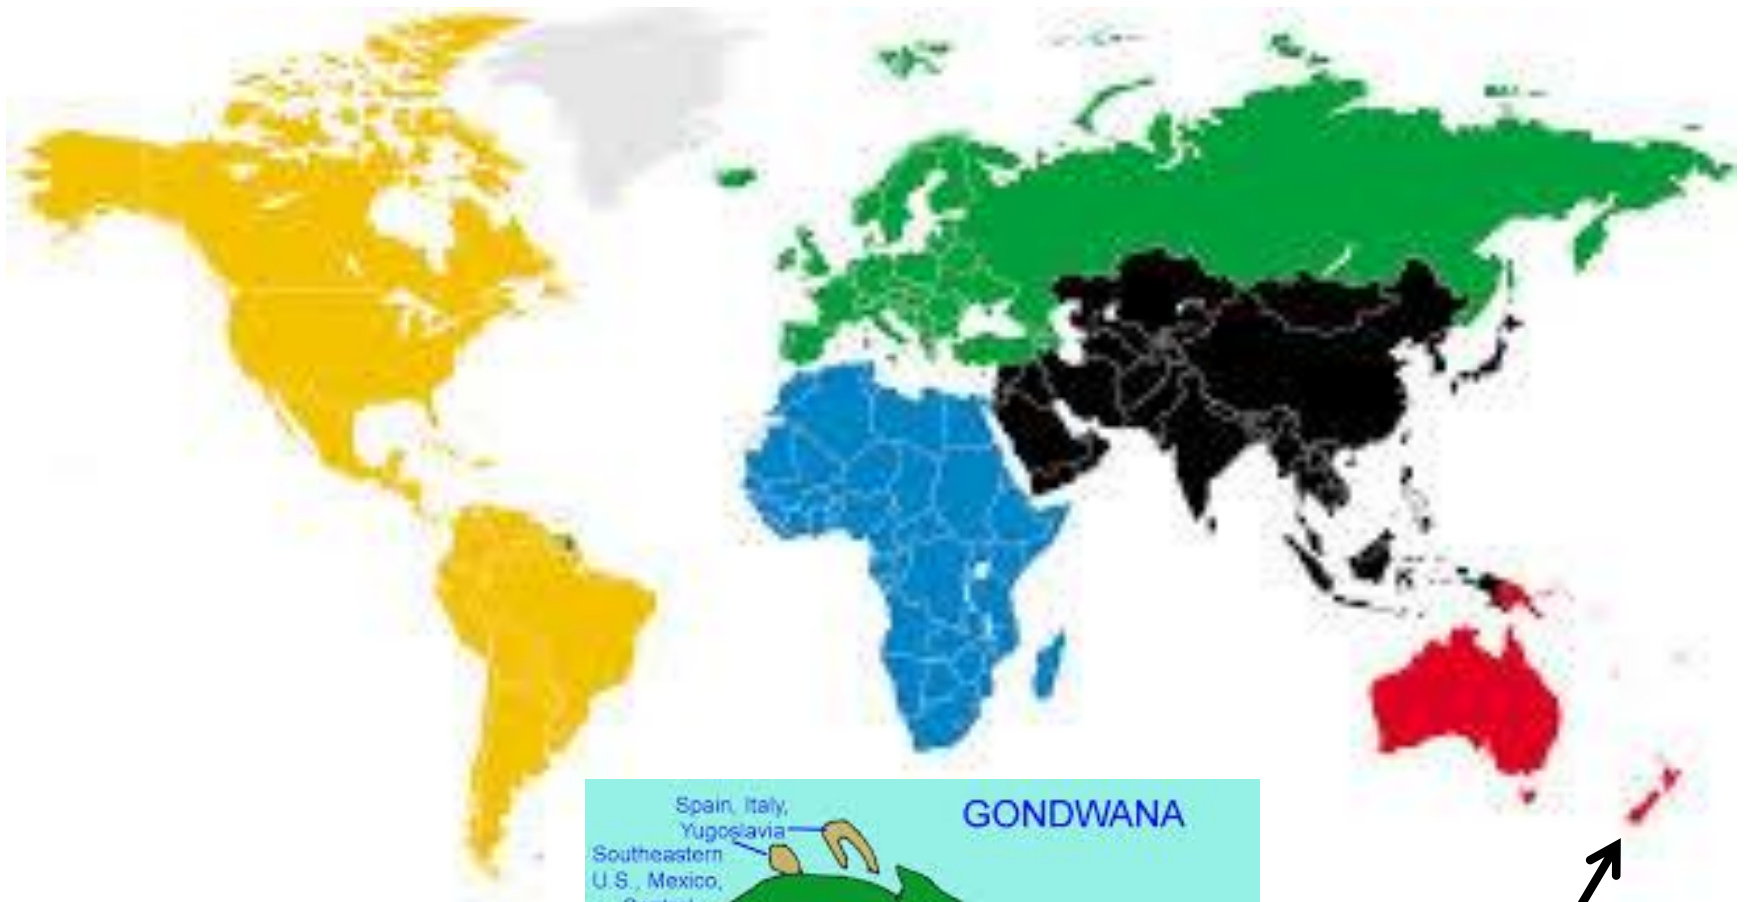 Spain, Italy,
Yugoslavia
GONDWANA
Southeastern
U.S., Mexico,